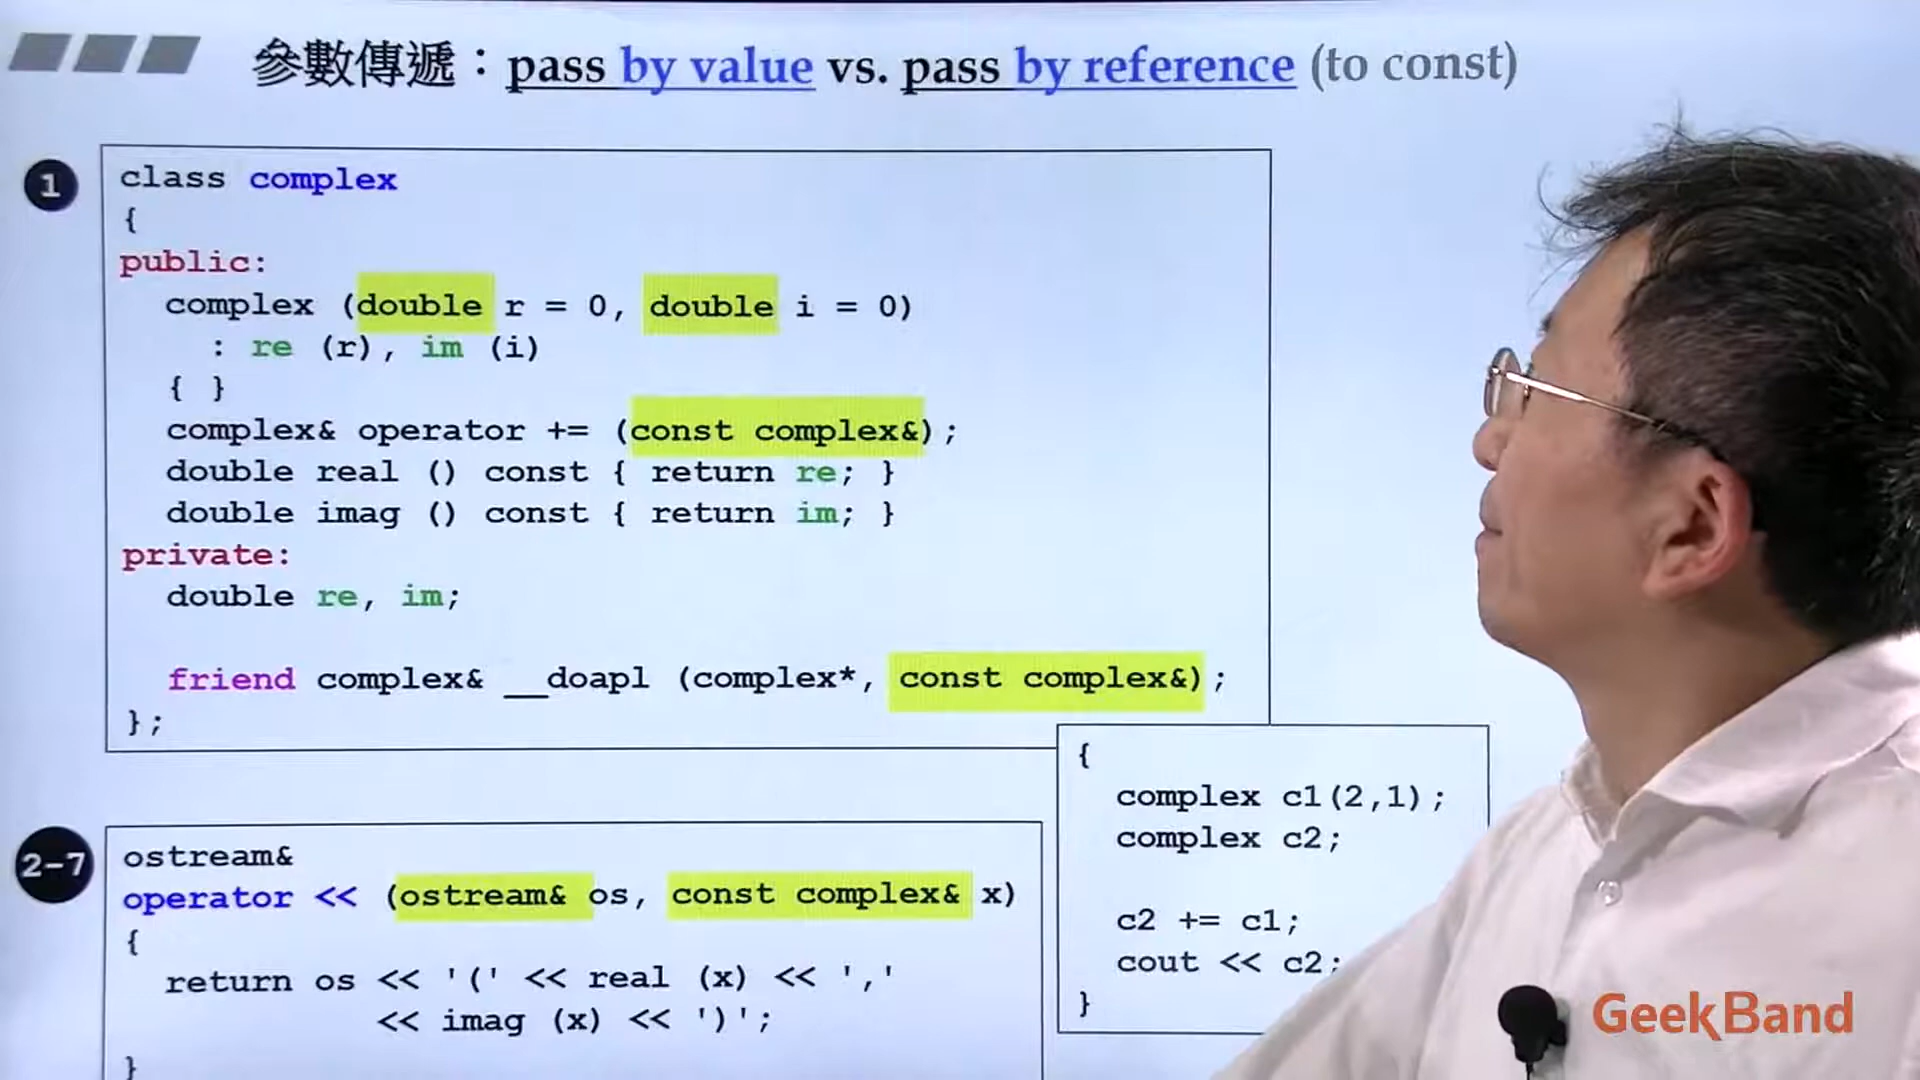 參數傳遞：pass by value vs. pass by reference (to const)
1
class complex
{
public:
complex (double r = 0, double i = 0)
: re (r), im (i)
{ }
complex& operator += (const complex&);
double real () const { return re; }
double imag () const { return im; }
private:
double re, im;
friend complex& __doapl (complex*, const complex&);
};
{
complex c1(2,1);
complex c2;
c2 += c1;
cout << c2;
}
2-7
ostream&
operator << (ostream& os, const complex& x)
{
return os << '(' << real (x) << ','
<< imag (x) << ')';
}
GeekBand